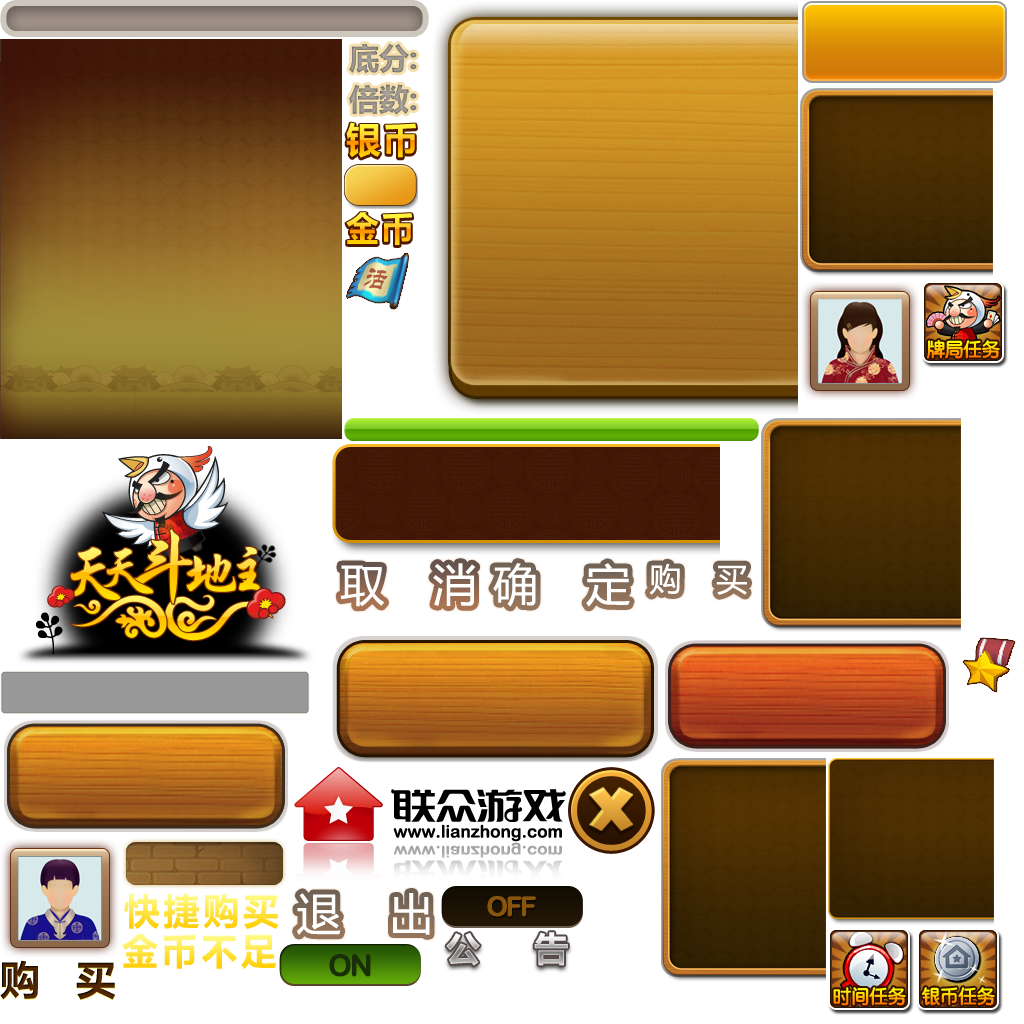 底分:
倍数:
银币
金币
活
牌局任务
天天斗地主
取 消
确 定
购 买
联众游戏
www.lianzhong.com
快捷购买
金币不足
退 出
OFF
公 告
ON
购 买
时间任务
银币任务